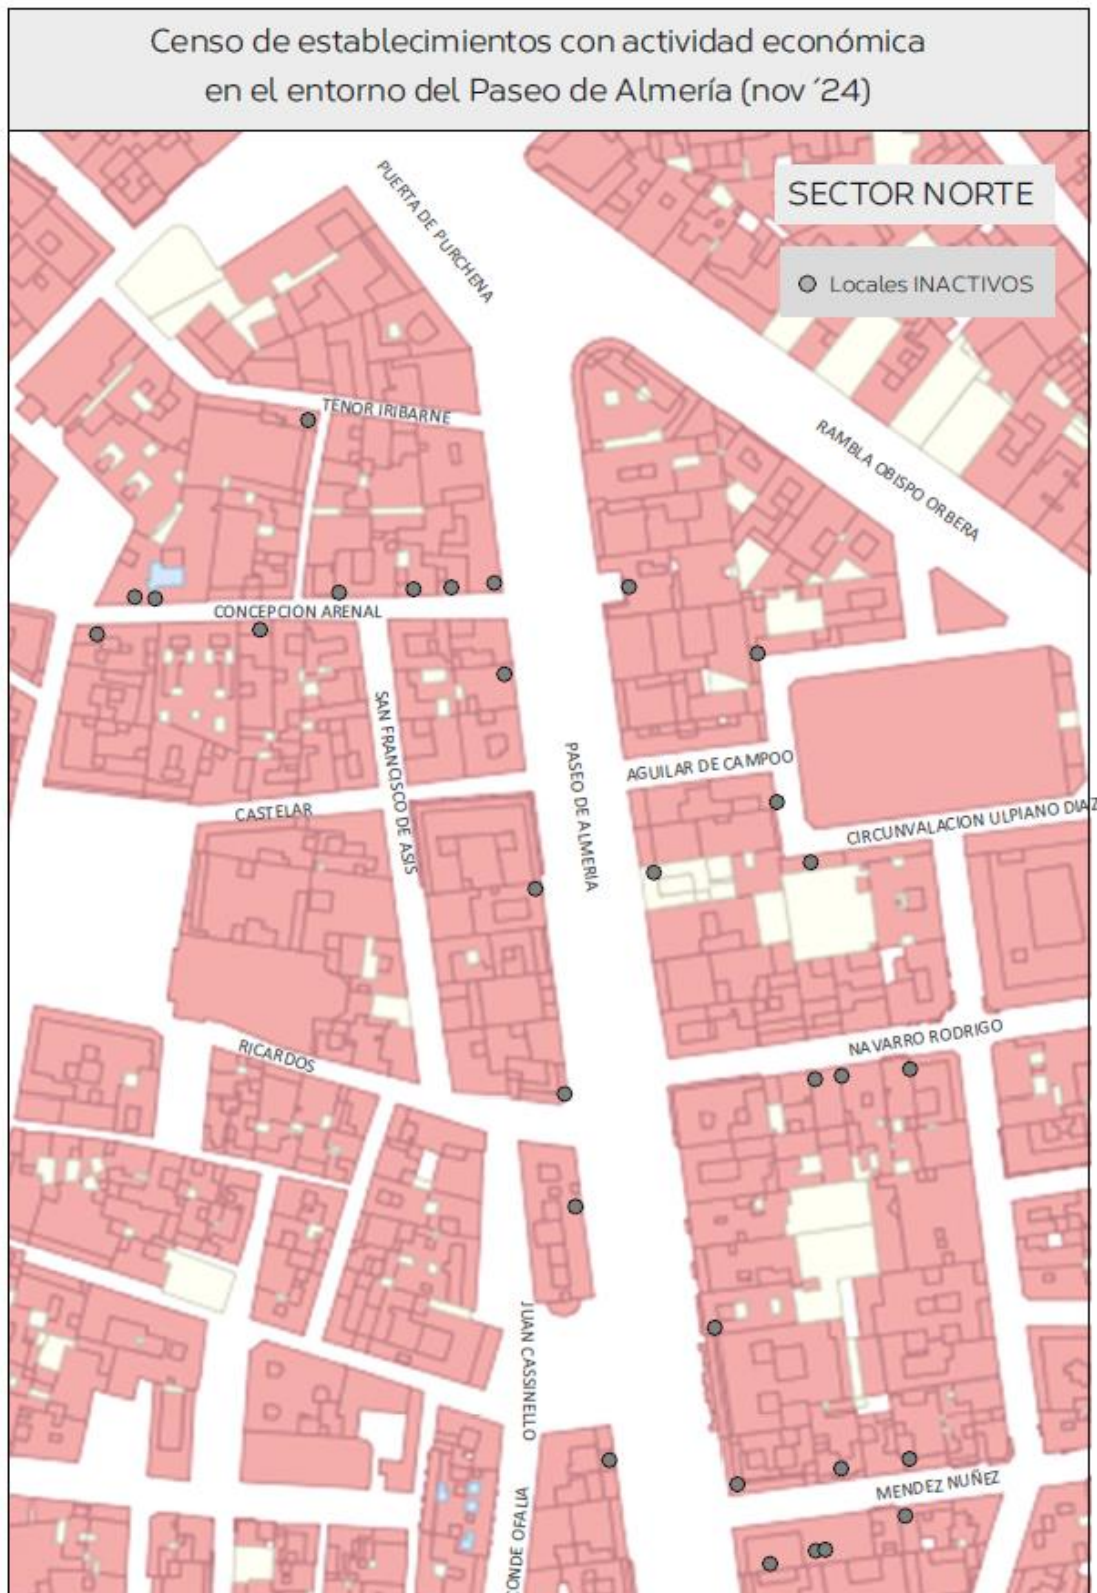 Censo de establecimientos con actividad económica
en el entorno del Paseo de Almería (nov ´24)
PUERTA DE PURCHENA
SECTOR NORTE
Locales INACTIVOS
TENOR IRIBARNE
RAMBLA OBISPO ORBERA
CONCEPCION ARENAL
SAN FRANCISCO DE ASIS
PASEO DE ALMERIA
AGUILAR DE CAMPOO
CASTELAR
CIRCUNVALACION ULPIANO DIAZ
NAVARRO RODRIGO
RICARDOS
JUAN CASSINELLO
MENDEZ NUÑEZ
CONDE OFALIA